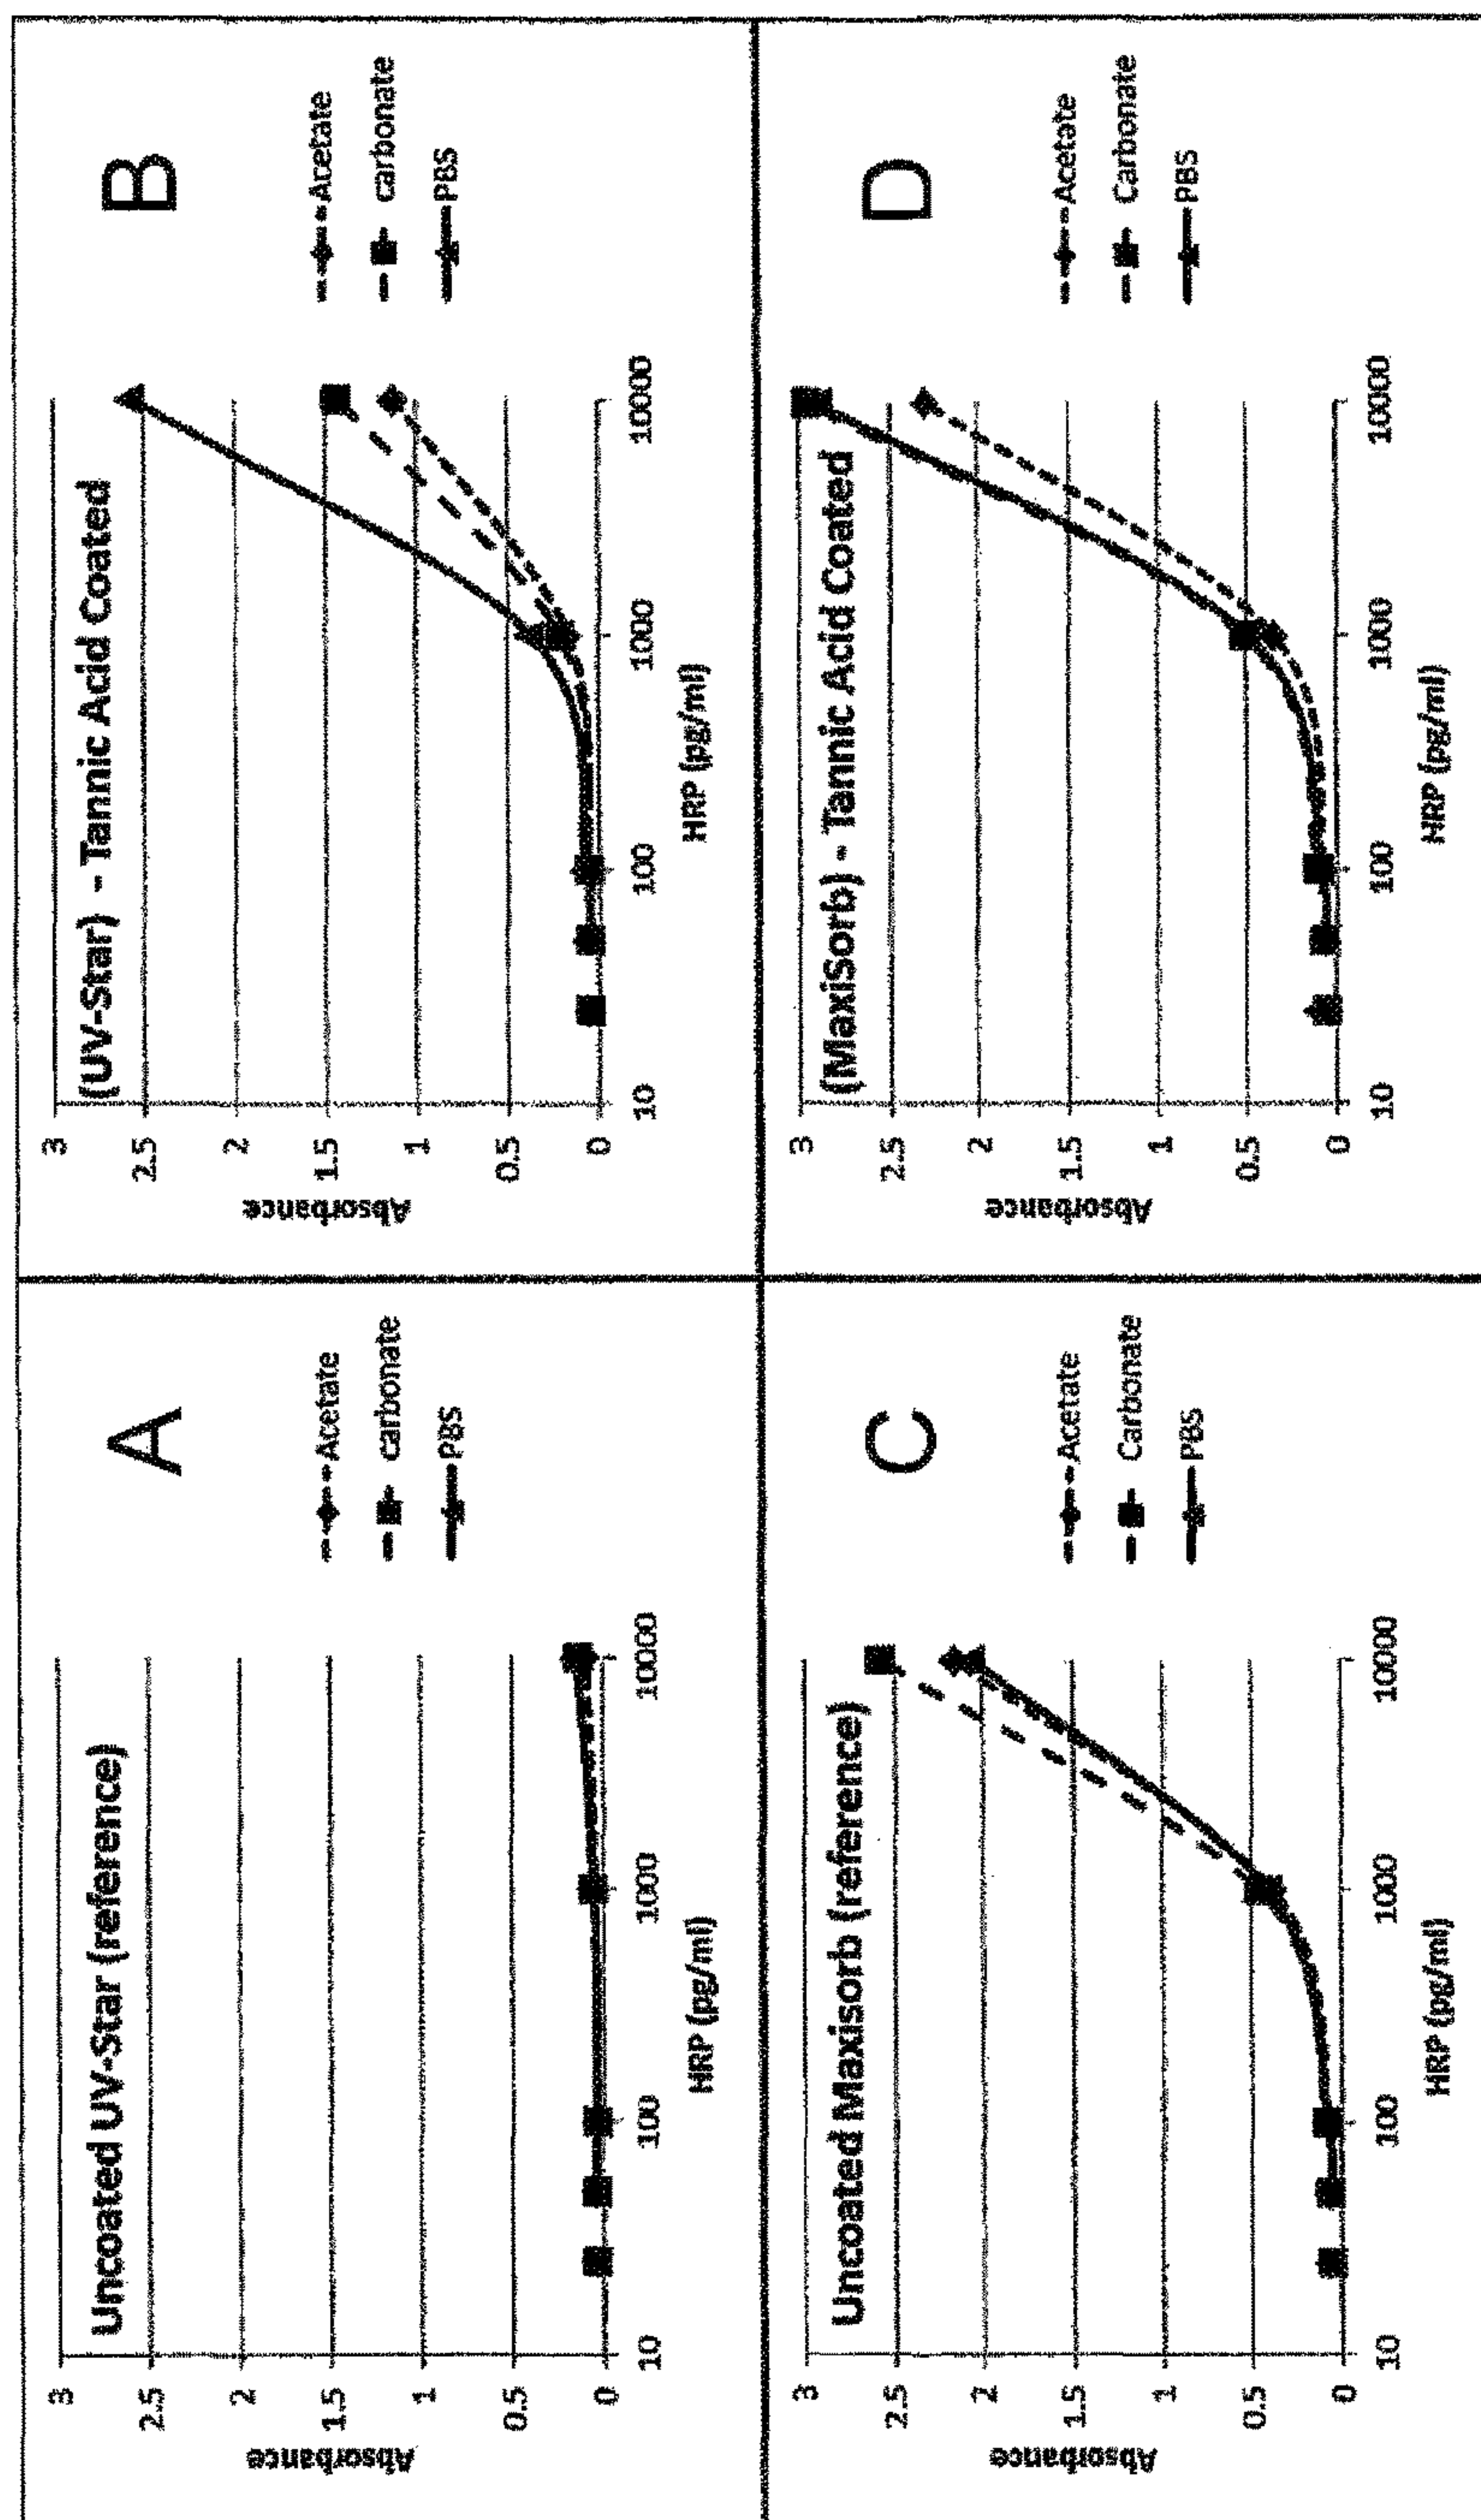 A
Uncoated UV-Star (reference)
Absorbance
3
2.5
2
1.5
1
0.5
0
10
100
1000
10000
HRP (pg/ml)
Acetate
carbonate
PBS
B
(UV-Star) - Tannic Acid Coated
Absorbance
3
2.5
2
1.5
1
0.5
0
10
100
1000
10000
HRP (pg/ml)
Acetate
carbonate
PBS
C
Uncoated Maxisorb (reference)
Absorbance
3
2.5
2
1.5
1
0.5
0
10
100
1000
10000
HRP (pg/ml)
Acetate
Carbonate
PBS
D
(MaxiSorb) - Tannic Acid Coated
Absorbance
3
2.5
2
1.5
1
0.5
0
10
100
1000
10000
HRP (pg/ml)
Acetate
Carbonate
PBS